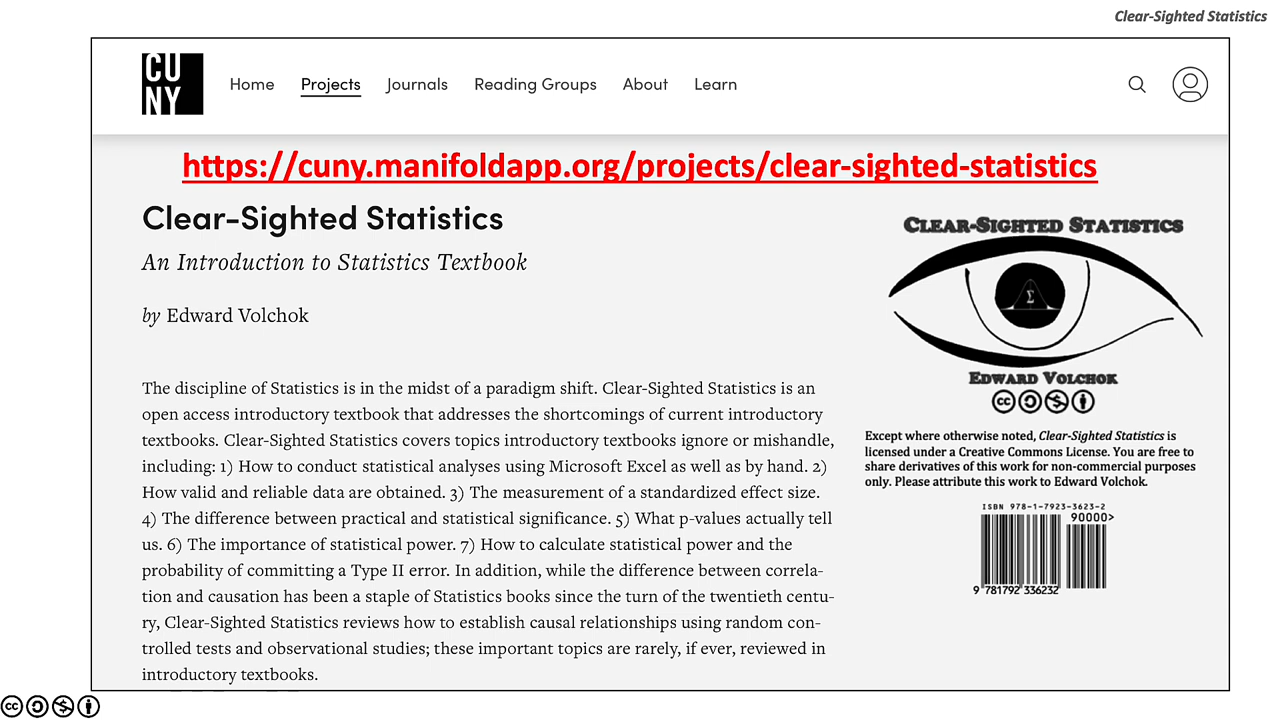 Clear-Sighted Statistics
CU
NY
Home Projects Journals Reading Groups About Learn
https://cuny.manifoldapp.org/projects/clear-sighted-statistics
Clear-Sighted Statistics
An Introduction to Statistics Textbook
by Edward Volchok
The discipline of Statistics is in the midst of a paradigm shift. Clear-Sighted Statistics is an
open access introductory textbook that addresses the shortcomings of current introductory
textbooks. Clear-Sighted Statistics covers topics introductory textbooks ignore or mishandle,
including: 1) How to conduct statistical analyses using Microsoft Excel as well as by hand. 2)
How valid and reliable data are obtained. 3) The measurement of a standardized effect size.
4) The difference between practical and statistical significance. 5) What p-values actually tell
us. 6) The importance of statistical power. 7) How to calculate statistical power and the
probability of committing a Type II error. In addition, while the difference between correla-
tion and causation has been a staple of Statistics books since the turn of the twentieth centu-
ry, Clear-Sighted Statistics reviews how to establish causal relationships using random con-
trolled tests and observational studies; these important topics are rarely, if ever, reviewed in
introductory textbooks.
CLEAR-SIGHTED STATISTICS
Σ
EDWARD VOLCHOK
cc
Except where otherwise noted, Clear-Sighted Statistics is
licensed under a Creative Commons License. You are free to
share derivatives of this work for non-commercial purposes
only. Please attribute this work to Edward Volchok.
ISBN 978-1-7923-3623-2
90000>
9 781792 336232
cc